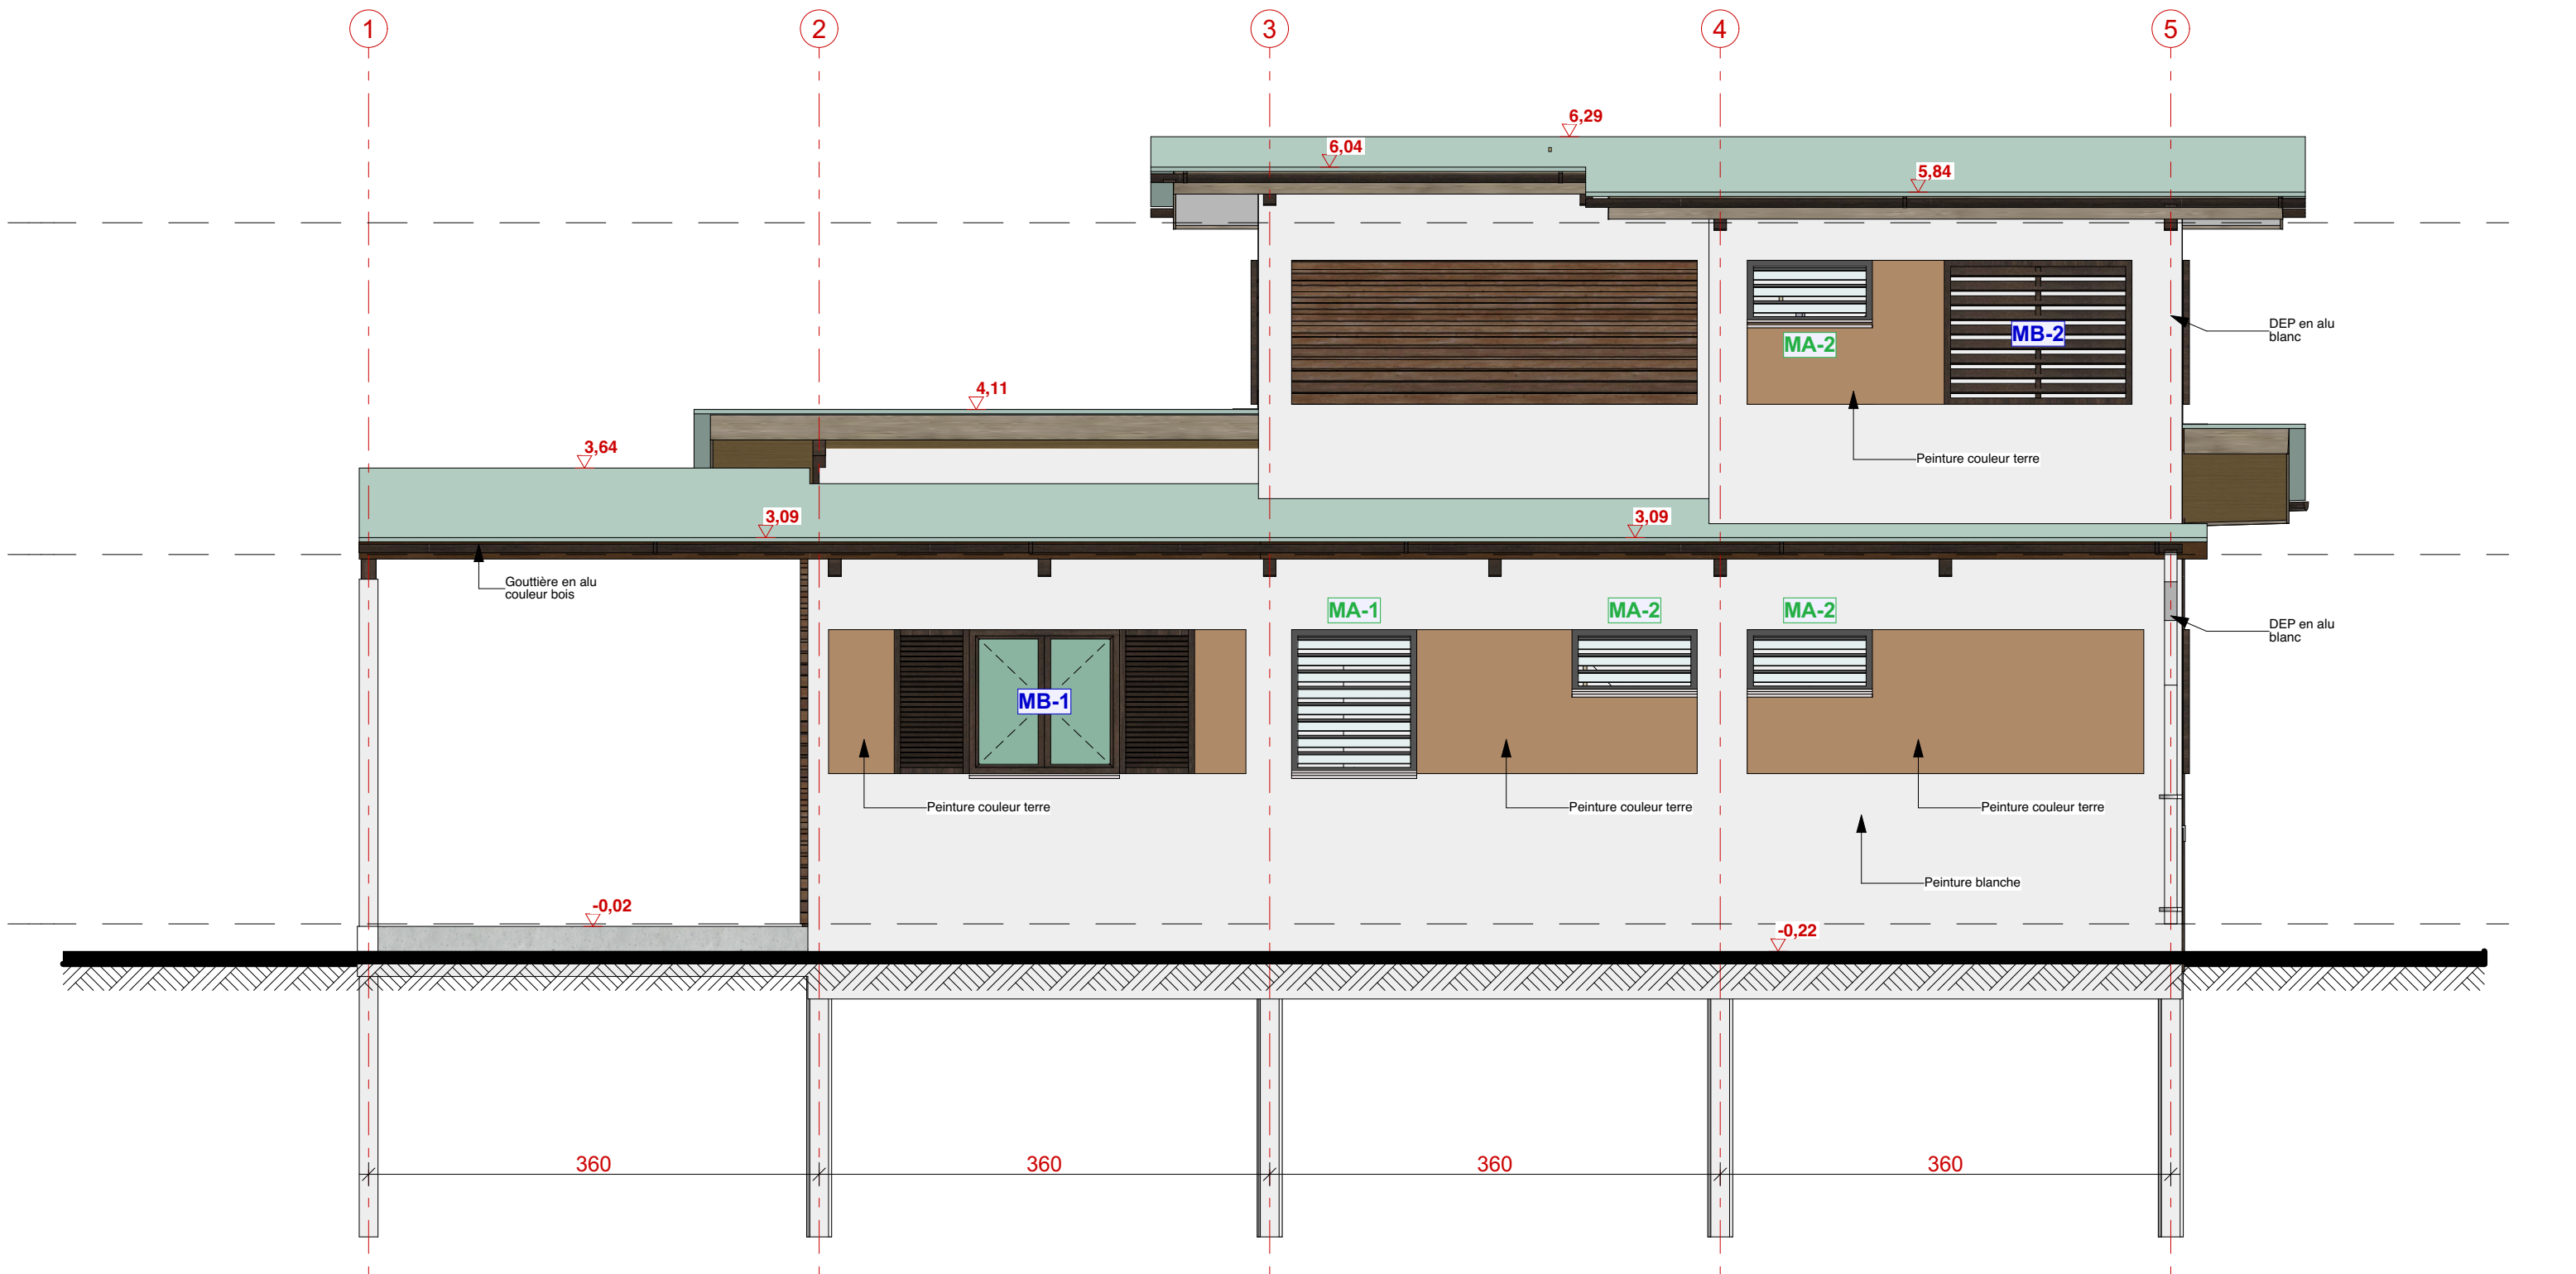 1
2
3
4
5
6,29
6,04
5,84
MA-2
MB-2
DEP en alu
blanc
4,11
3,64
Peinture couleur terre
3,09
3,09
Gouttière en alu
couleur bois
MA-1
MA-2
MA-2
DEP en alu
blanc
MB-1
Peinture couleur terre
Peinture couleur terre
Peinture couleur terre
Peinture blanche
-0,02
-0,22
360
360
360
360